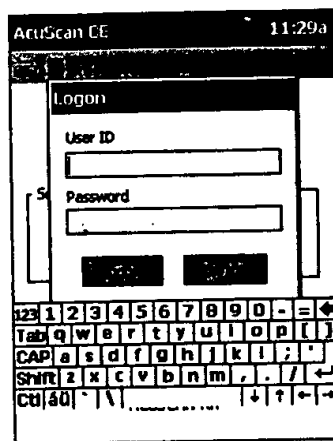 AcuScan CE 11:29a
Logon
User ID
Password
123 1 2 3 4 5 6 7 8 9 0 - =
Tab q w e r t y u i o p [ ]
CAP a s d f g h j k l ; '
Shift z x c v b n m , . /
Ctl áü ` \